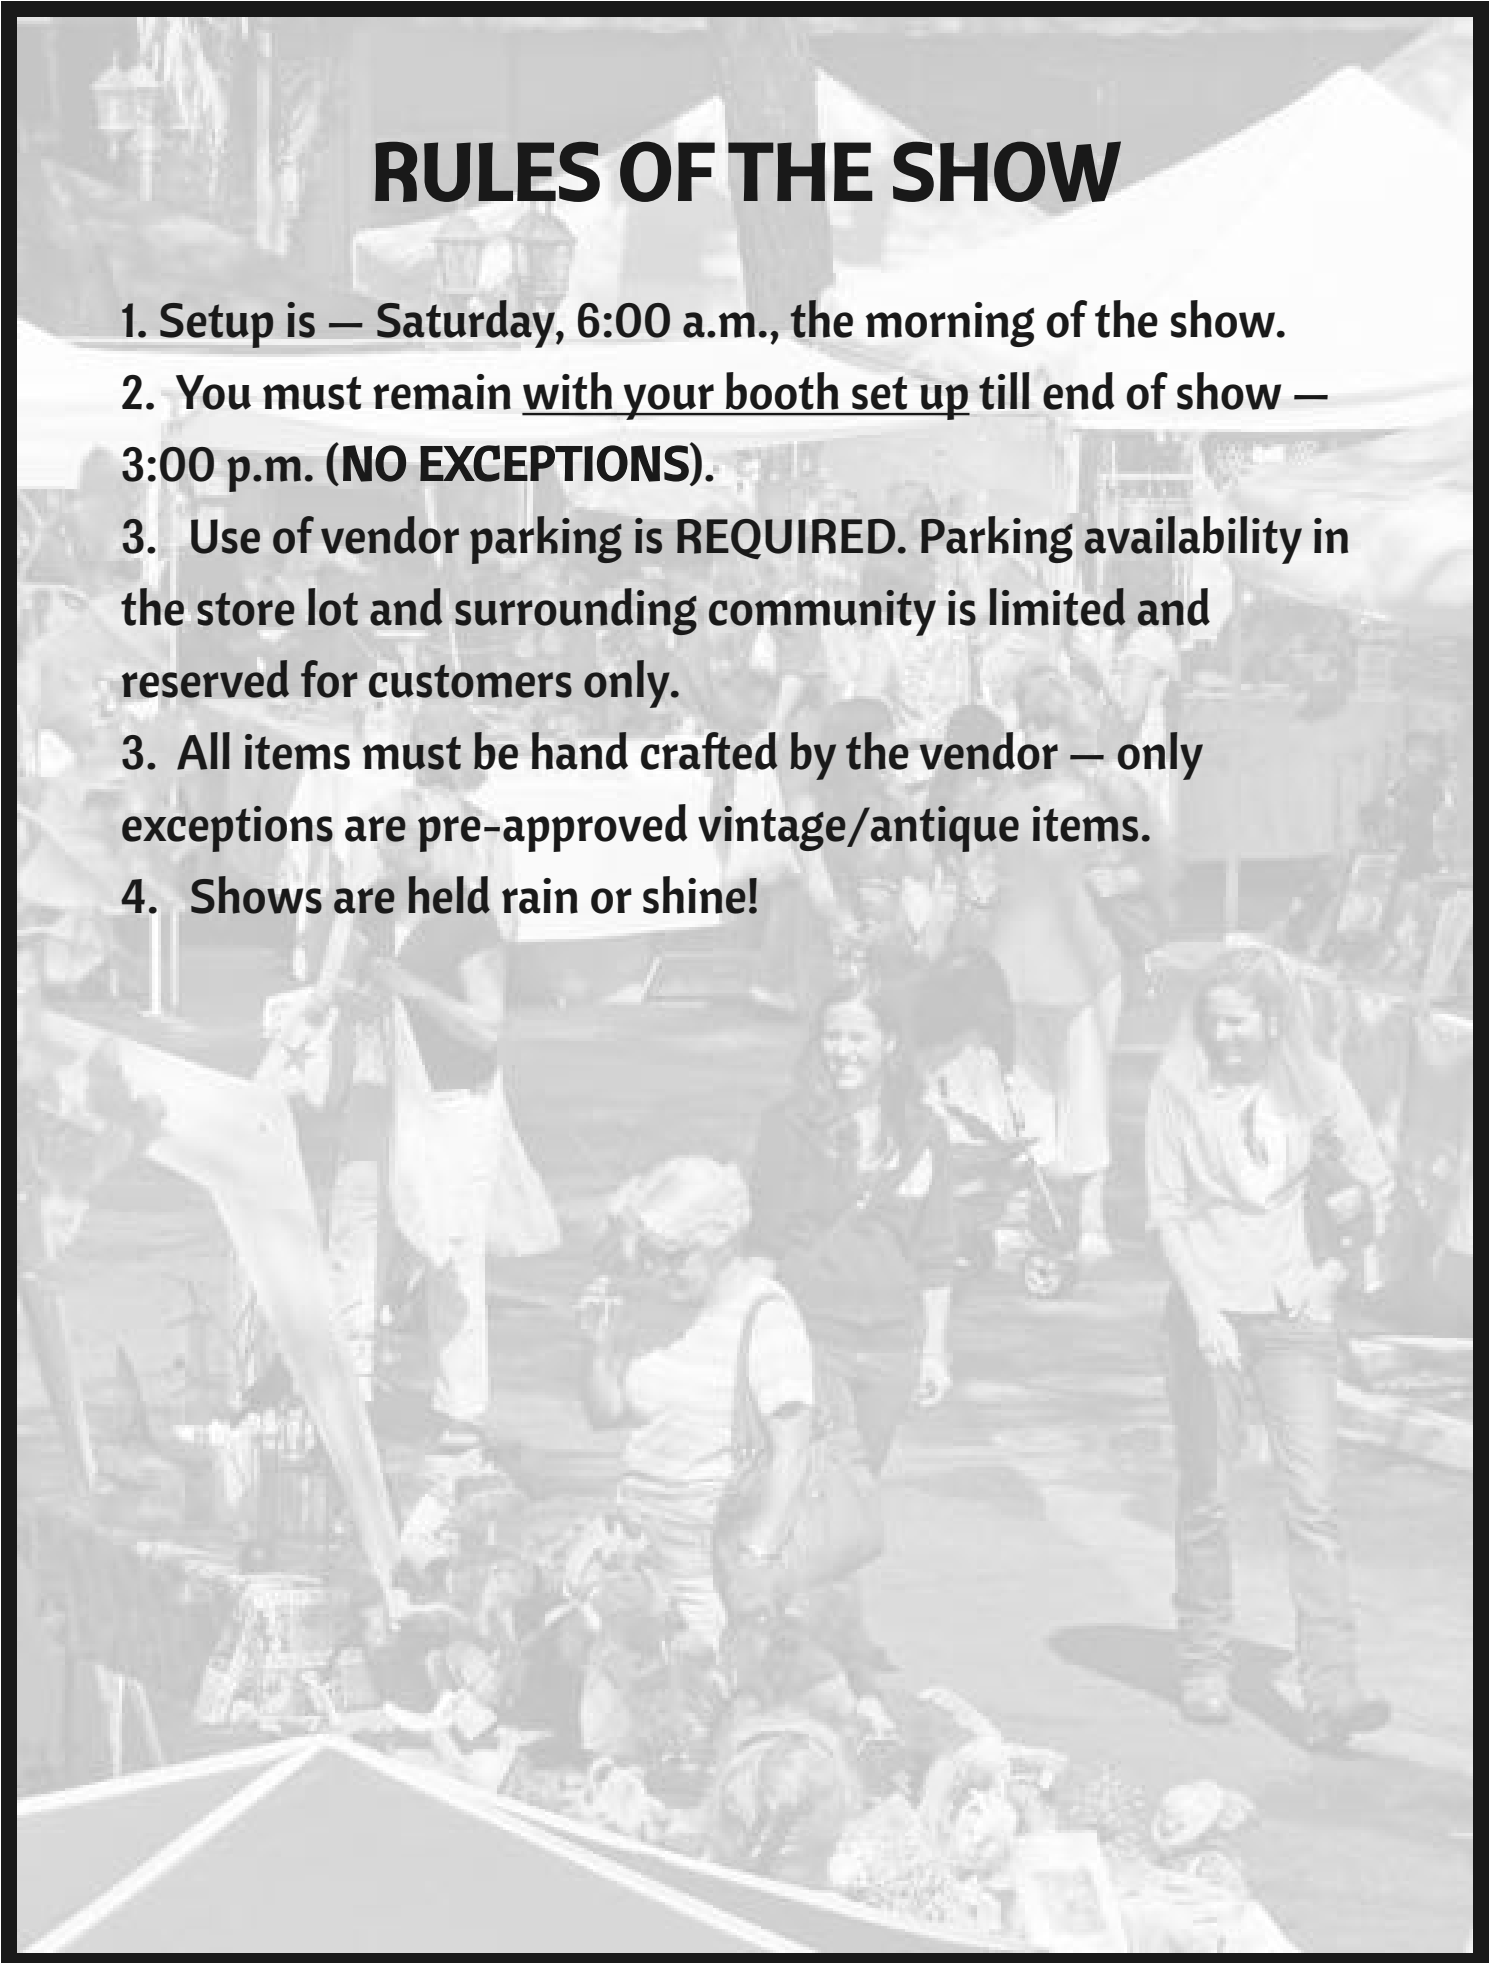 RULES OF THE SHOW
1. Setup is — Saturday, 6:00 a.m., the morning of the show.
2. You must remain with your booth set up till end of show —
3:00 p.m. (NO EXCEPTIONS).
3. Use of vendor parking is REQUIRED. Parking availability in
the store lot and surrounding community is limited and
reserved for customers only.
3. All items must be hand crafted by the vendor — only
exceptions are pre-approved vintage/antique items.
4. Shows are held rain or shine!